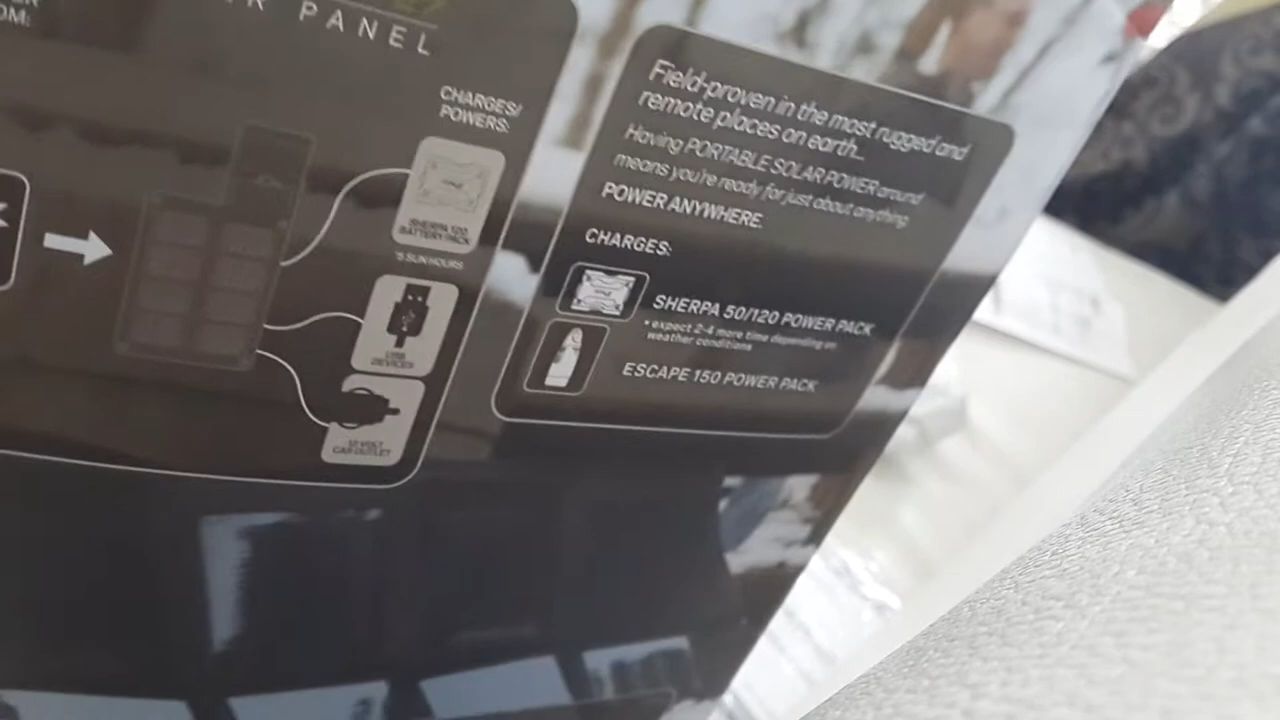 OM:
R PANEL
CHARGES/
POWERS:
SHERPA 120
BATTERY PACK
*5 SUN HOURS
USB
DEVICES
12 VOLT
CAR OUTLET
Field-proven in the most rugged and
remote places on earth...
Having PORTABLE SOLAR POWER around
means you're ready for just about anything.
POWER ANYWHERE.
CHARGES:
SHERPA 50/120 POWER PACK
* expect 2-4 more time depending on
weather conditions
ESCAPE 150 POWER PACK